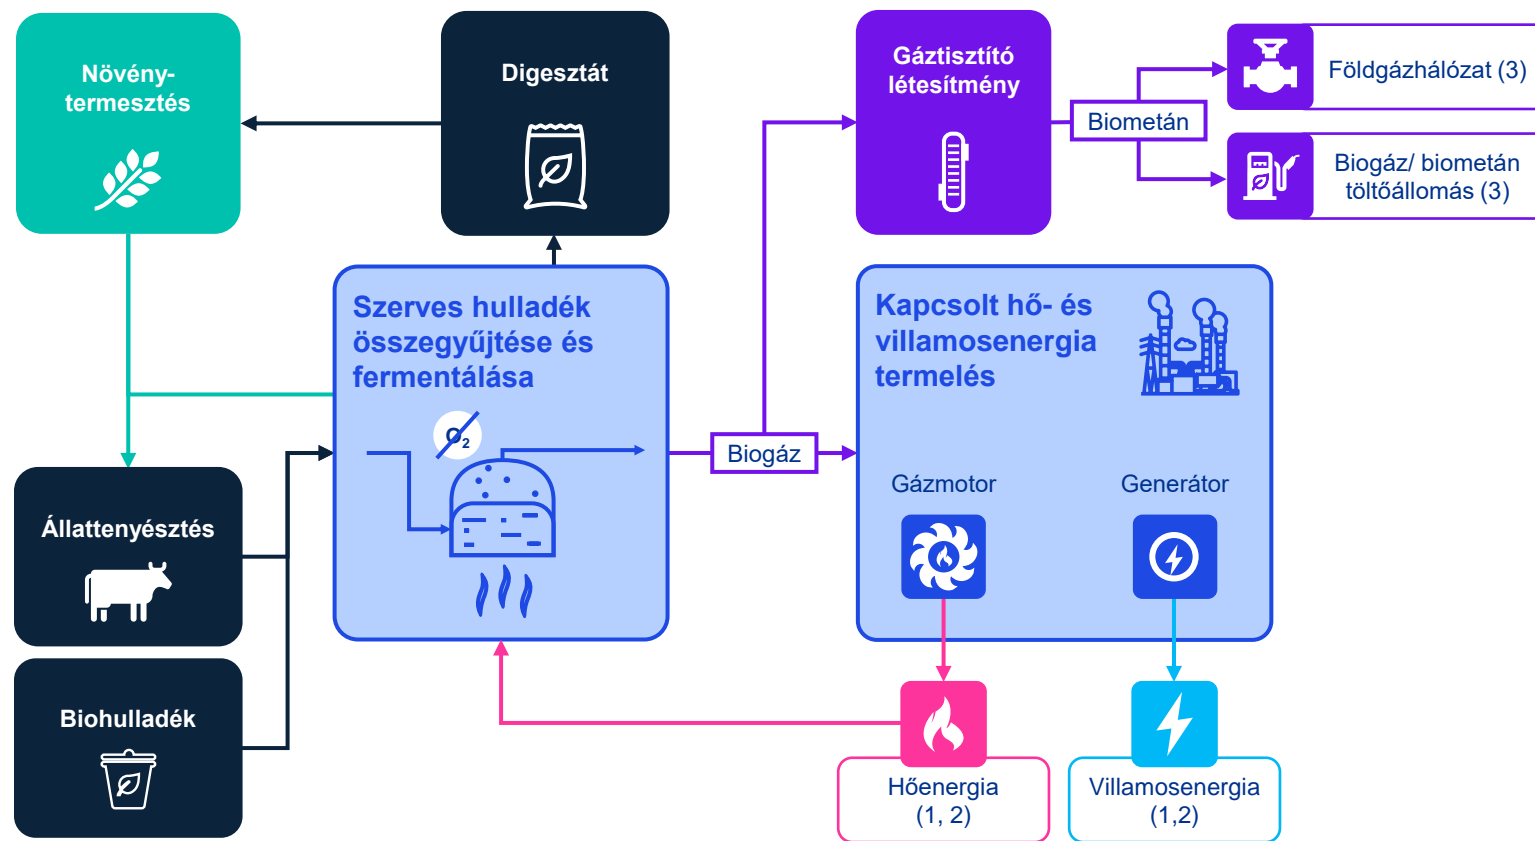 Növény-
termesztés
Digesztát
Gáztisztító
létesítmény
Biometán
Földgázhálózat (3)
Biogáz/ biometán
töltőállomás (3)
Szerves hulladék
összegyűjtése és
fermentálása
O2
Biogáz
Kapcsolt hő- és
villamosenergia
termelés
Gázmotor
Generátor
Állattenyésztés
Biohulladék
Hőenergia
(1, 2)
Villamosenergia
(1,2)